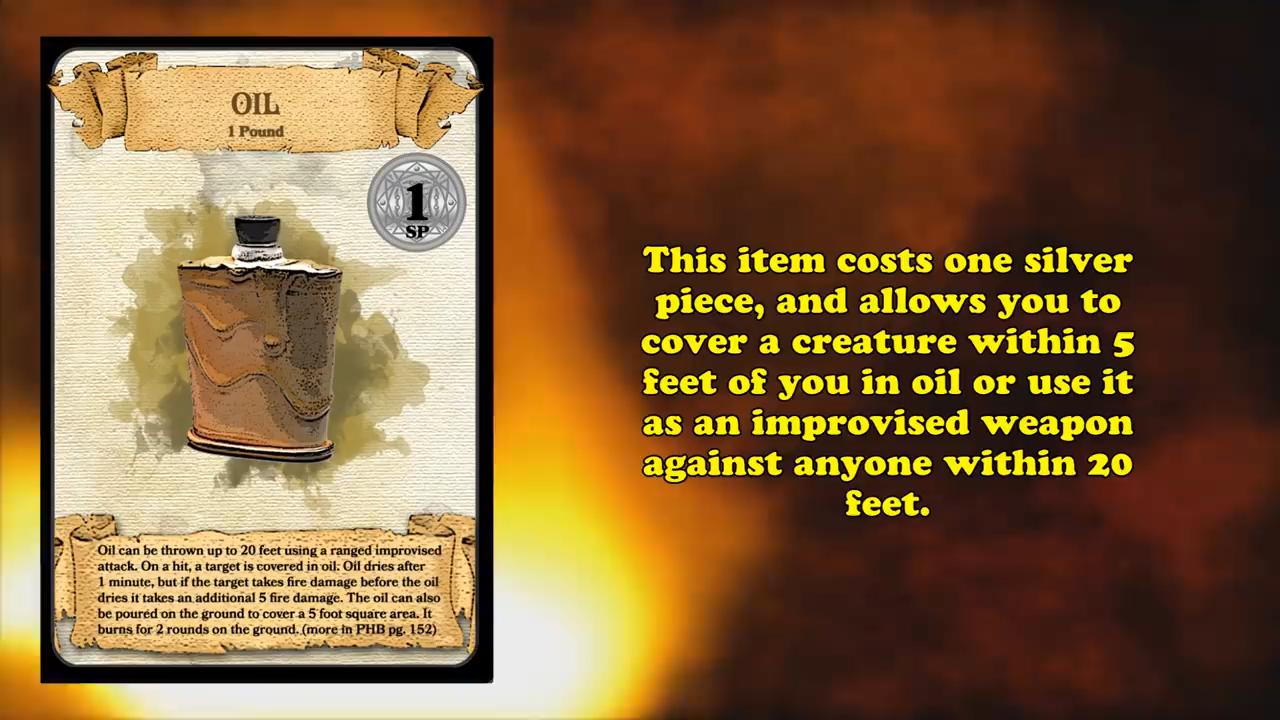 OIL
1 Pound
1
SP
Oil can be thrown up to 20 feet using a ranged improvised
attack. On a hit, a target is covered in oil. Oil dries after
1 minute, but if the target takes fire damage before the oil
dries it takes an additional 5 fire damage. The oil can also
be poured on the ground to cover a 5 foot square area. It
burns for 2 rounds on the ground. (more in PHB pg. 152)
This item costs one silver
piece, and allows you to
cover a creature within 5
feet of you in oil or use it
as an improvised weapon
against anyone within 20
feet.